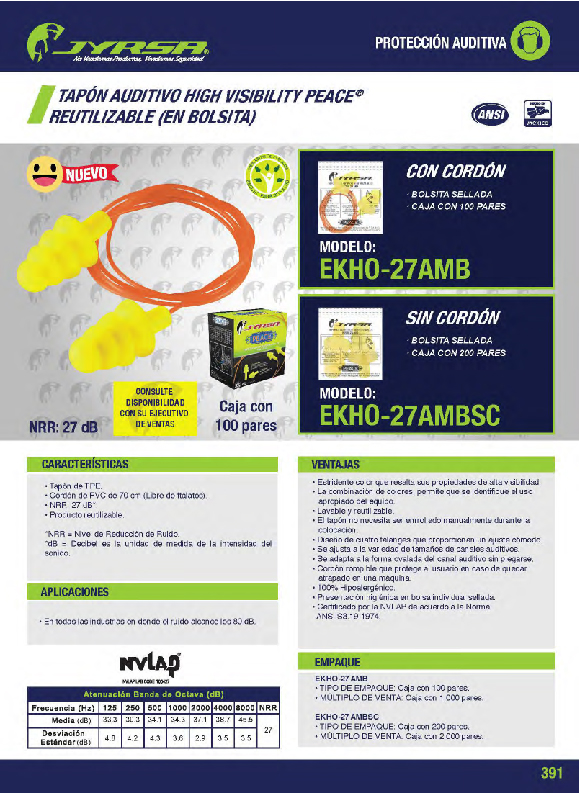 JYRSA®
No Vendemos Productos, Vendemos Seguridad
PROTECCIÓN AUDITIVA
TAPÓN AUDITIVO HIGH VISIBILITY PEACE©
REUTILIZABLE (EN BOLSITA)
ANSI
NUEVO
CON CORDÓN
· BOLSITA SELLADA
· CAJA CON 100 PARES
MODELO:
EKHO-27AMB
SIN CORDÓN
· BOLSITA SELLADA
· CAJA CON 200 PARES
MODELO:
EKHO-27AMBSC
NRR: 27 dB
CONSULTE
DISPONIBILIDAD
CON SU EJECUTIVO
DE VENTAS
Caja con
100 pares
CARACTERÍSTICAS
• Tapón de TPE.
• Cordón de PVC de 70 cm (Libre de ftalatos).
• NRR 27 dB*
• Producto reutilizable.
*NRR = Nivel de Reducción de Ruido.
*dB = Decibel es la unidad de medida de la intensidad del
sonido.
APLICACIONES
• En todas las industrias en donde el ruido alcance los 80 dB.
NVLAP
Atenuación Banda de Octava (dB)
Frecuencia (Hz) 125 250 500 1000 2000 4000 8000 NRR
Media (dB) 33.3 34.1 34.3 37.1 38.7 27
Desviación
Estándar (dB) 4.2 4.3 3.6 2.9 3.5 3.5
VENTAJAS
• Estridente color que resalta sus propiedades de alta visibilidad.
• La combinación de colores, permite que se identifique el uso
apropiado del equipo.
• Lavable y reutilizable.
• El tapón no necesita ser enrollado manualmente durante la
colocación.
• Diseño de cuatro falanges que proporcionan un ajuste cómodo.
• Se ajusta a la variedad de tamaños de canales auditivos.
• Se adapta a la forma ovalada del canal auditivo sin plegarse.
• Cordón rompible que protege al usuario en caso de quedar
atrapado en una máquina.
• 100% Hipoalergénico.
• Presentación higiénica en bolsa individual sellada.
• Certificado por la NVLAP de acuerdo a la Norma
ANSI S3.19-1974.
EMPAQUE
EKHO-27AMB
• TIPO DE EMPAQUE: Caja con 100 pares.
• MÚLTIPLO DE VENTA: Caja con 1 000 pares.
EKHO-27AMBSC
• TIPO DE EMPAQUE: Caja con 200 pares.
• MÚLTIPLO DE VENTA: Caja con 2 000 pares.
391